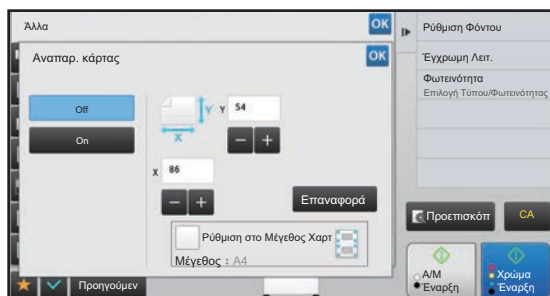 Άλλα
OK
Αναπαρ. κάρτας
OK
Off
On
Y
Y
54
X
X
86
Επαναφορά
Ρύθμιση στο Μέγεθος Χαρτ
Μέγεθος : A4
Προηγούμεν
Ρύθμιση Φόντου
Έγχρωμη Λειτ.
Φωτεινότητα
Επιλογή Τύπου/Φωτεινότητας
Προεπισκόπ
CA
Α/Μ
Έναρξη
Χρώμα
Έναρξη